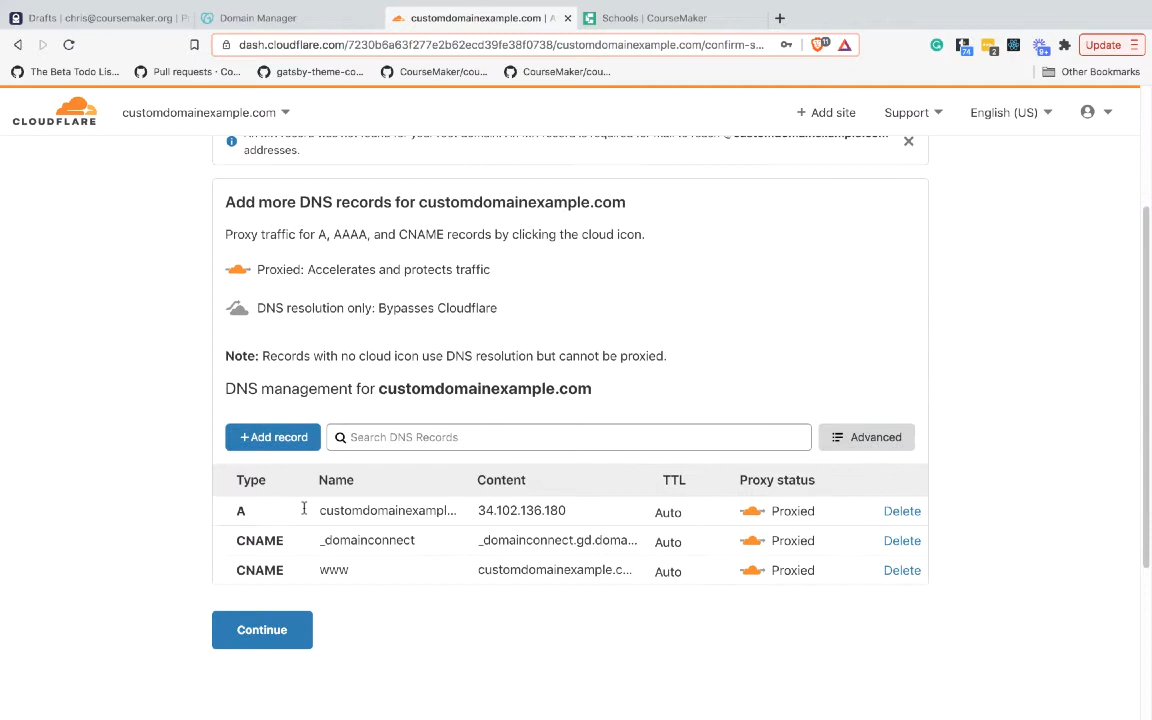 Drafts | chris@coursemaker.org | P
Domain Manager
customdomainexample.com | A
Schools | CourseMaker
dash.cloudflare.com/7230b6a63f277e2b62ecd39fe38f0738/customdomainexample.com/confirm-s...
11
74
2
9+
Update
The Beta Todo Lis...
Pull requests · Co...
gatsby-theme-co...
CourseMaker/cou...
CourseMaker/cou...
Other Bookmarks
CLOUDFLARE
customdomainexample.com
+ Add site
Support
English (US)
addresses.
Add more DNS records for customdomainexample.com
Proxy traffic for A, AAAA, and CNAME records by clicking the cloud icon.
Proxied: Accelerates and protects traffic
DNS resolution only: Bypasses Cloudflare
Note: Records with no cloud icon use DNS resolution but cannot be proxied.
DNS management for customdomainexample.com
+Add record
Search DNS Records
Advanced
Type Name Content TTL Proxy status
A customdomainexampl... 34.102.136.180 Auto Proxied Delete
CNAME _domainconnect _domainconnect.gd.doma... Auto Proxied Delete
CNAME www customdomainexample.c... Auto Proxied Delete
Continue